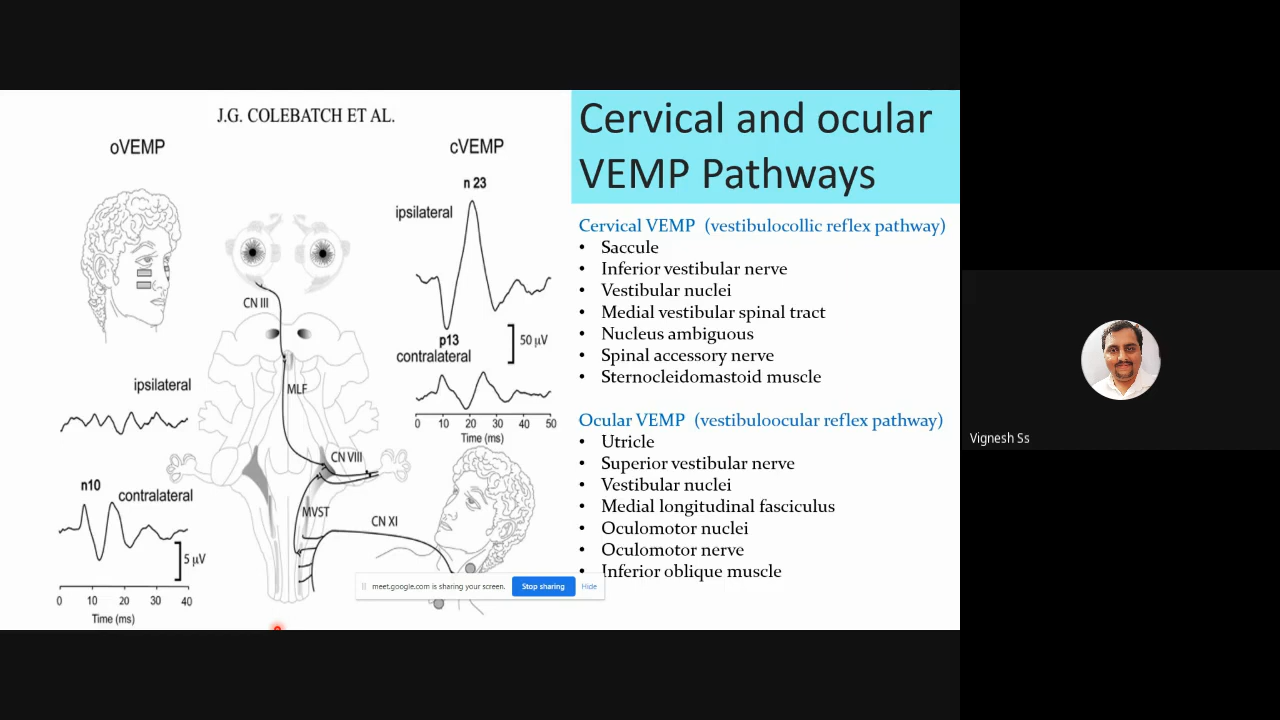 J.G. COLEBATCH ET AL.
oVEMP
cVEMP
n 23
ipsilateral
CN III
p13
50 μV
contralateral
MLF
ipsilateral
0 10 20 30 40 50
Time (ms)
CN VIII
n10
contralateral
MVST
CN XI
5 μV
0 10 20 30 40
Time (ms)
Cervical and ocular
VEMP Pathways
Cervical VEMP (vestibulocollic reflex pathway)
• Saccule
• Inferior vestibular nerve
• Vestibular nuclei
• Medial vestibular spinal tract
• Nucleus ambiguous
• Spinal accessory nerve
• Sternocleidomastoid muscle
Ocular VEMP (vestibuloocular reflex pathway)
• Utricle
• Superior vestibular nerve
• Vestibular nuclei
• Medial longitudinal fasciculus
• Oculomotor nuclei
• Oculomotor nerve
• Inferior oblique muscle
meet.google.com is sharing your screen. Stop sharing Hide
Vignesh Ss